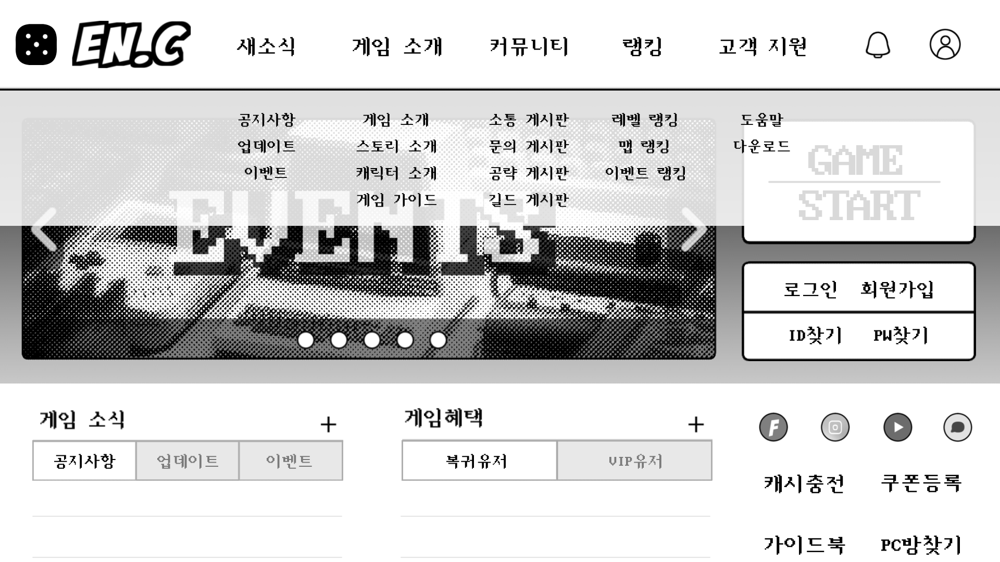 EN.C 새소식 게임 소개 커뮤니티 랭킹 고객 지원
공지사항 게임 소개 소통 게시판 레벨 랭킹 도움말
업데이트 스토리 소개 문의 게시판 맵 랭킹 다운로드
이벤트 캐릭터 소개 공략 게시판 이벤트 랭킹
게임 가이드 길드 게시판
EVENTS
GAME
START
로그인 회원가입
ID찾기 PW찾기
게임 소식 +
공지사항 업데이트 이벤트
게임혜택 +
복귀유저 VIP유저
F
캐시충전 쿠폰등록
가이드북 PC방찾기